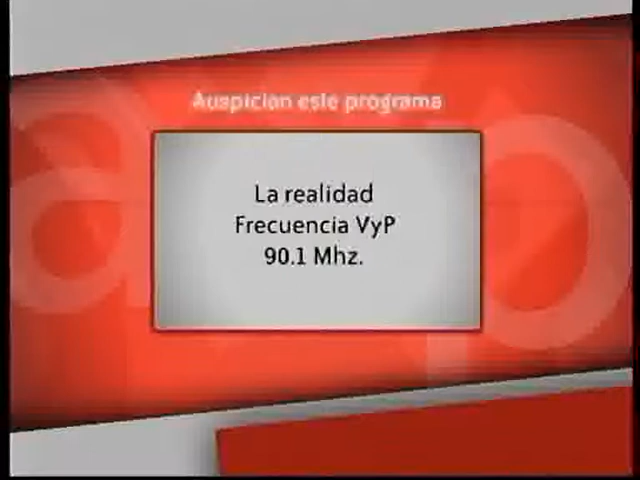 Auspician este programa
La realidad
Frecuencia VyP
90.1 Mhz.